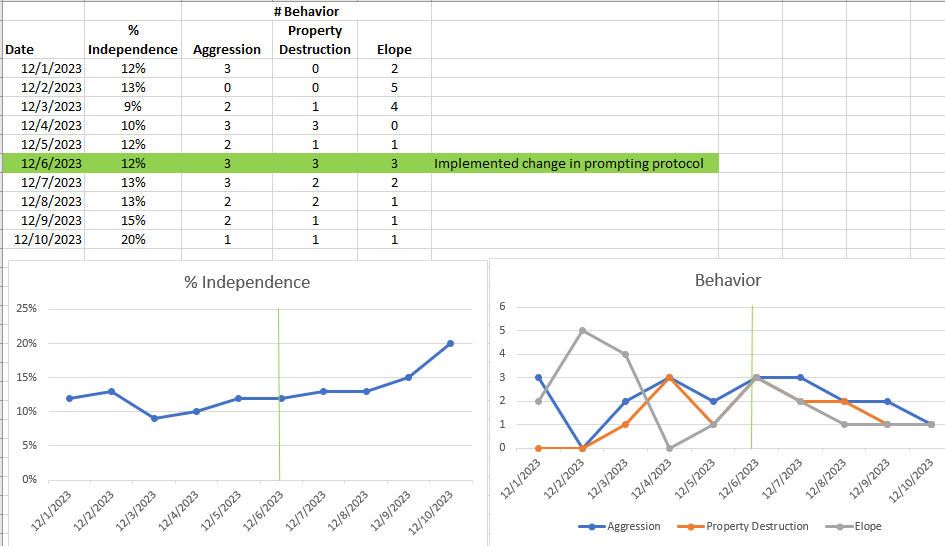 # Behavior
% Property
Date Independence Aggression Destruction Elope
12/1/2023 12% 3 0 2
12/2/2023 13% 0 0 5
12/3/2023 9% 2 1 4
12/4/2023 10% 3 3 0
12/5/2023 12% 2 1 1
12/6/2023 12% 3 3 3 Implemented change in prompting protocol
12/7/2023 13% 3 2 2
12/8/2023 13% 2 2 1
12/9/2023 15% 2 1 1
12/10/2023 20% 1 1 1
% Independence
25%
20%
15%
10%
5%
0%
12/1/2023 12/2/2023 12/3/2023 12/4/2023 12/5/2023 12/6/2023 12/7/2023 12/8/2023 12/9/2023 12/10/2023
Behavior
6
5
4
3
2
1
0
12/1/2023 12/2/2023 12/3/2023 12/4/2023 12/5/2023 12/6/2023 12/7/2023 12/8/2023 12/9/2023 12/10/2023
Aggression Property Destruction Elope